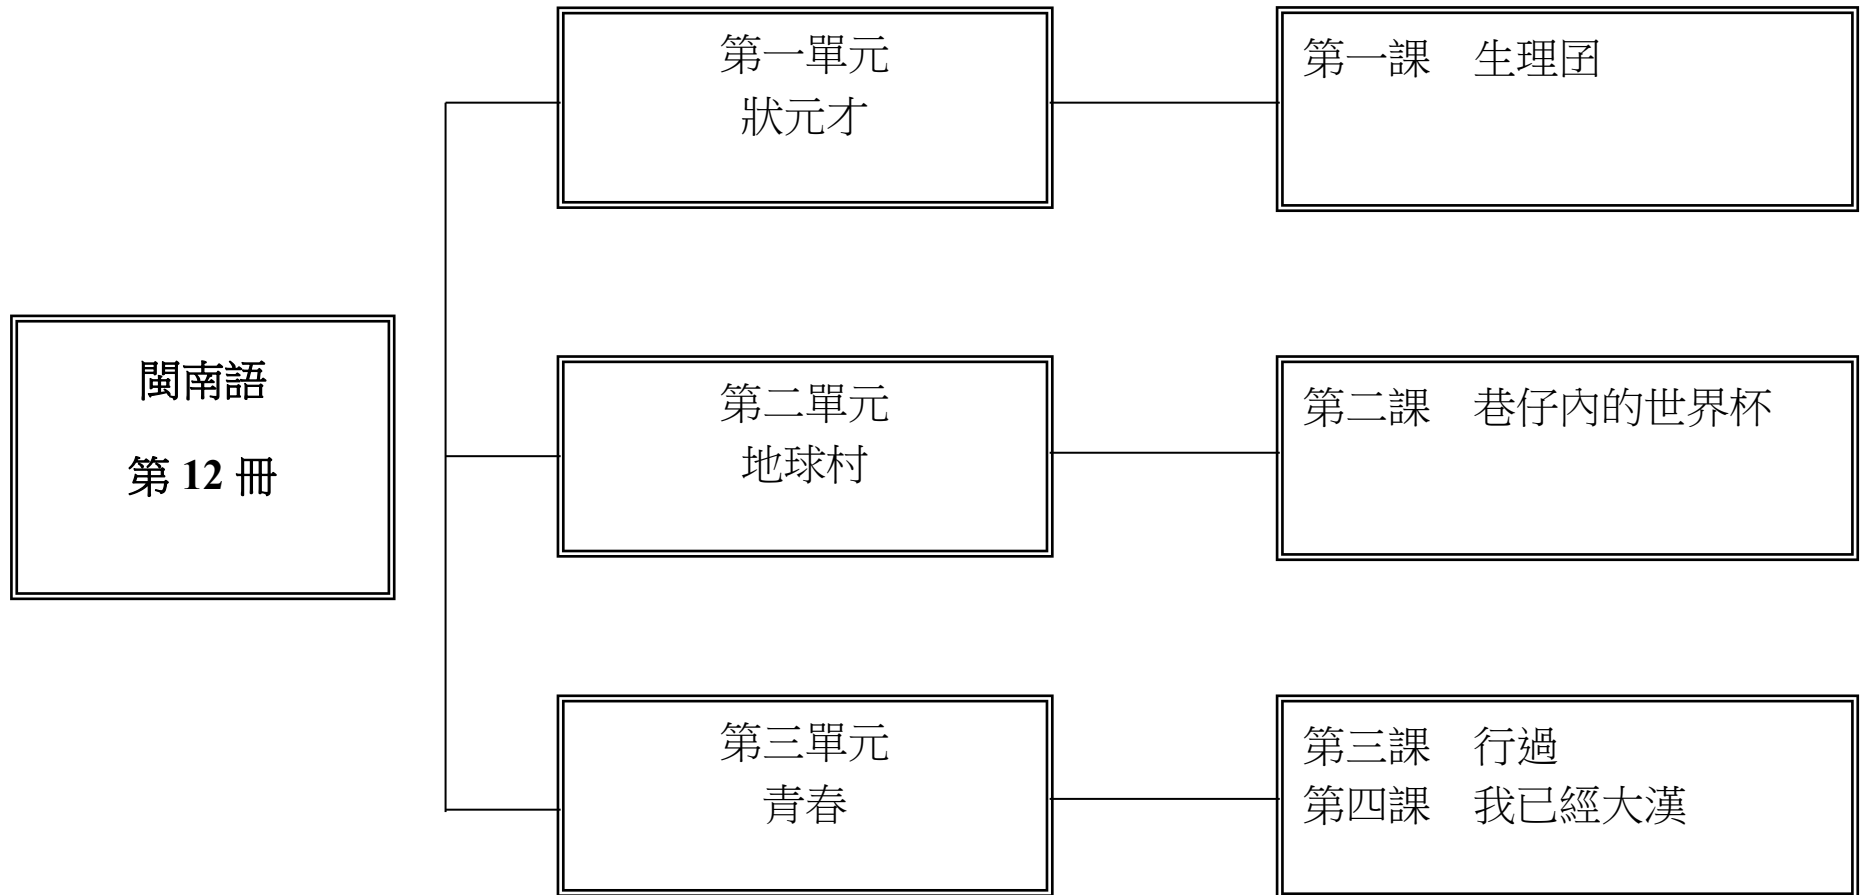 閩南語
第 12 冊
第一單元
狀元才
第一課　生理囝
第二單元
地球村
第二課　巷仔內的世界杯
第三單元
青春
第三課　行過
第四課　我已經大漢